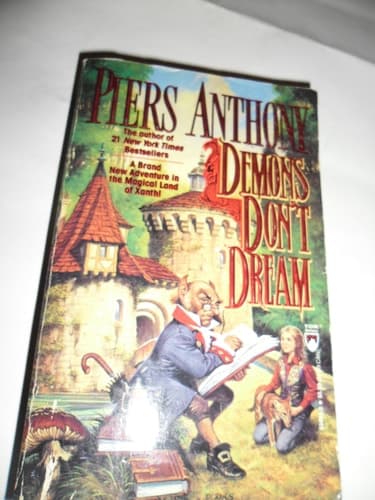 PIERS ANTHONY
The author of
21 New York Times
Bestsellers
A Brand
New Adventure in
the Magical Land
of Xanth!
DEMONS
DON'T
DREAM